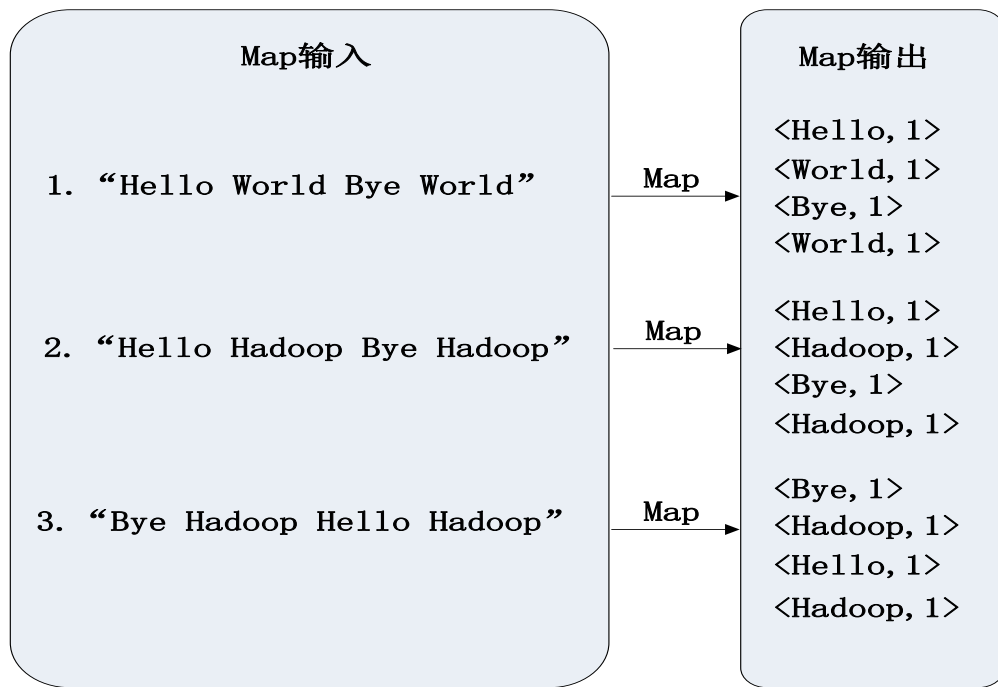 Map输入
1. “Hello World Bye World”
2. “Hello Hadoop Bye Hadoop”
3. “Bye Hadoop Hello Hadoop”
Map
Map
Map
Map输出
<Hello,1>
<World,1>
<Bye,1>
<World,1>
<Hello,1>
<Hadoop,1>
<Bye,1>
<Hadoop,1>
<Bye,1>
<Hadoop,1>
<Hello,1>
<Hadoop,1>